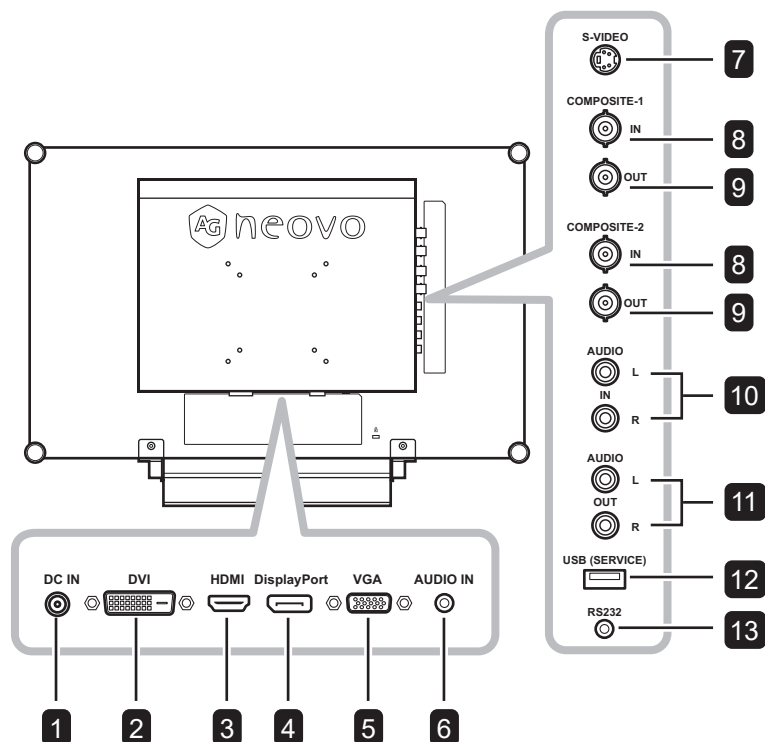 S-VIDEO
7
COMPOSITE-1
IN
8
OUT
9
COMPOSITE-2
IN
8
OUT
9
AG neovo
AUDIO
L
IN
10
R
AUDIO
L
OUT
11
R
USB (SERVICE)
12
RS232
13
DC IN DVI HDMI DisplayPort VGA AUDIO IN
1 2 3 4 5 6